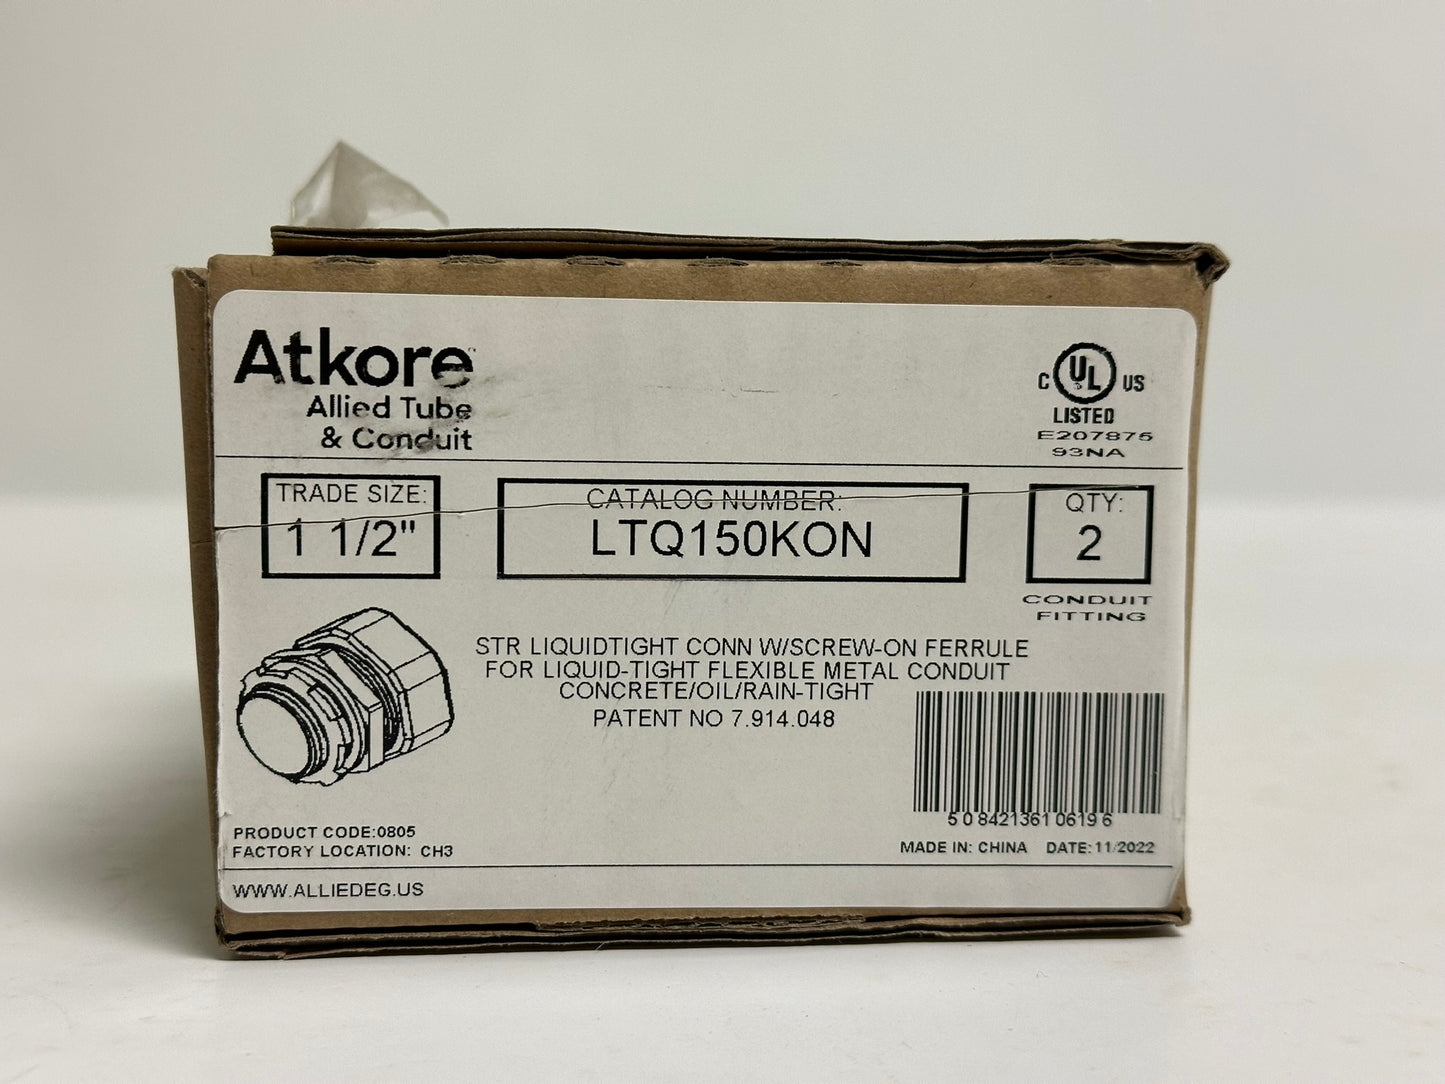 Atkore
Allied Tube
& Conduit
C UL US
LISTED
E207875
93NA
TRADE SIZE:
1 1/2"
CATALOG NUMBER:
LTQ150KON
QTY:
2
CONDUIT
FITTING
STR LIQUIDTIGHT CONN W/SCREW-ON FERRULE
FOR LIQUID-TIGHT FLEXIBLE METAL CONDUIT
CONCRETE/OIL/RAIN-TIGHT
PATENT NO 7.914.048
5 0 8421361 0619 6
PRODUCT CODE:0805
FACTORY LOCATION: CH3
MADE IN: CHINA DATE: 11/2022
WWW.ALLIEDEG.US